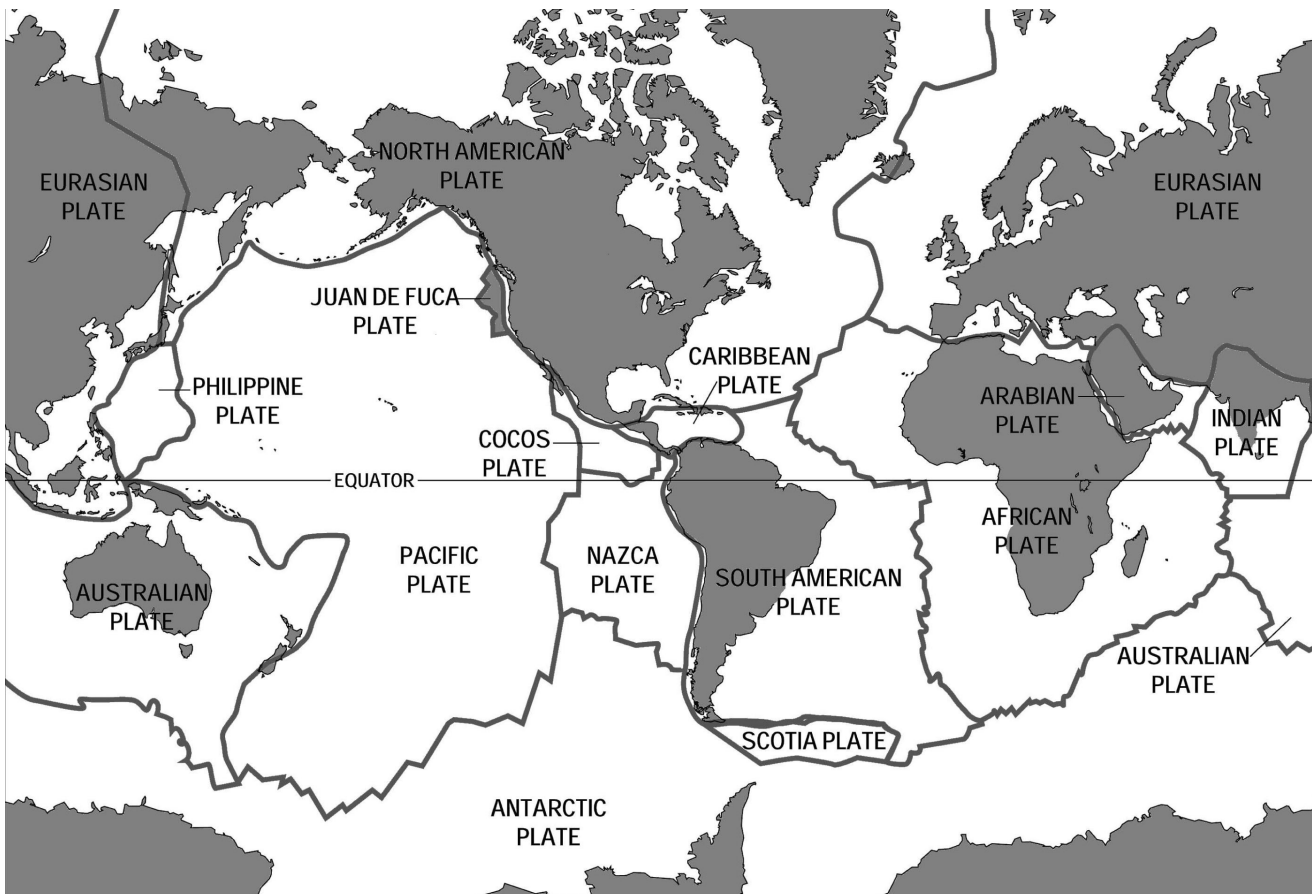 NORTH AMERICAN
PLATE
EURASIAN
PLATE
EURASIAN
PLATE
JUAN DE FUCA
PLATE
CARIBBEAN
PLATE
PHILIPPINE
PLATE
ARABIAN
PLATE
INDIAN
PLATE
COCOS
PLATE
EQUATOR
AFRICAN
PLATE
PACIFIC
PLATE
NAZCA
PLATE
SOUTH AMERICAN
PLATE
AUSTRALIAN
PLATE
AUSTRALIAN
PLATE
SCOTIA PLATE
ANTARCTIC
PLATE